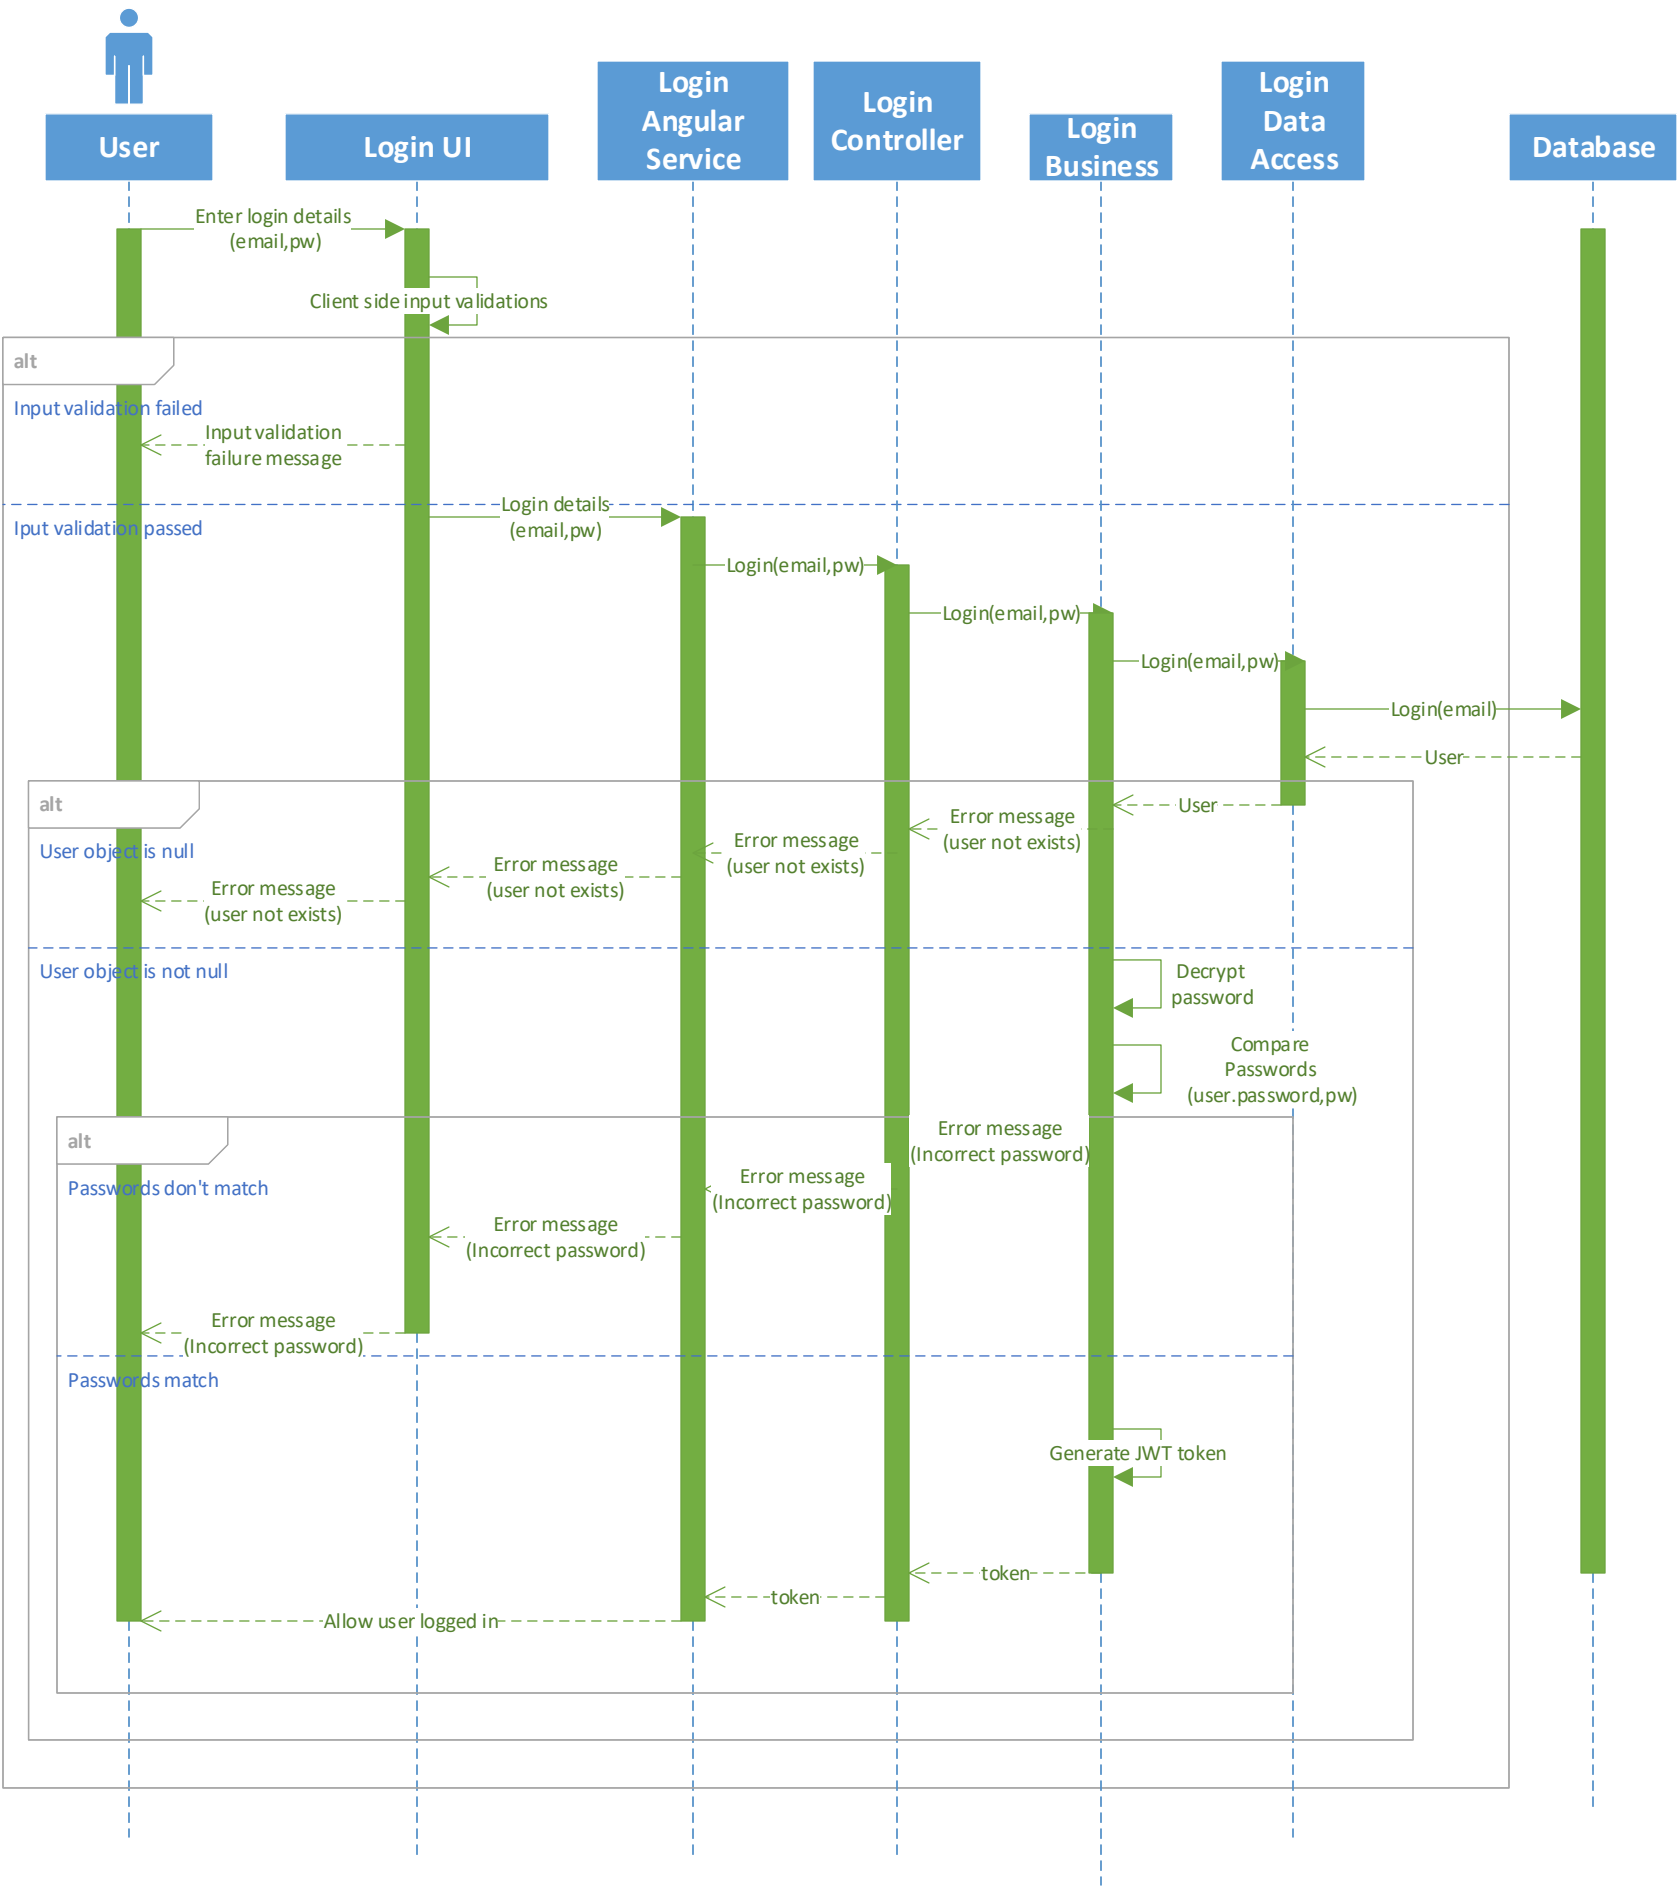 User
Login UI
Login
Angular
Service
Login
Controller
Login
Business
Login
Data
Access
Database
Enter login details
(email,pw)
Client side input validations
alt
Input validation failed
Input validation
failure message
Login details
(email,pw)
Iput validation passed
Login(email,pw)
Login(email,pw)
Login(email,pw)
Login(email)
User
alt
User
Error message
(user not exists)
Error message
(user not exists)
User object is null
Error message
(user not exists)
Error message
(user not exists)
User object is not null
Decrypt
password
Compare
Passwords
(user.password,pw)
alt
Error message
(Incorrect password)
Error message
(Incorrect password)
Passwords don't match
Error message
(Incorrect password)
Error message
(Incorrect password)
Passwords match
Generate JWT token
token
token
Allow user logged in